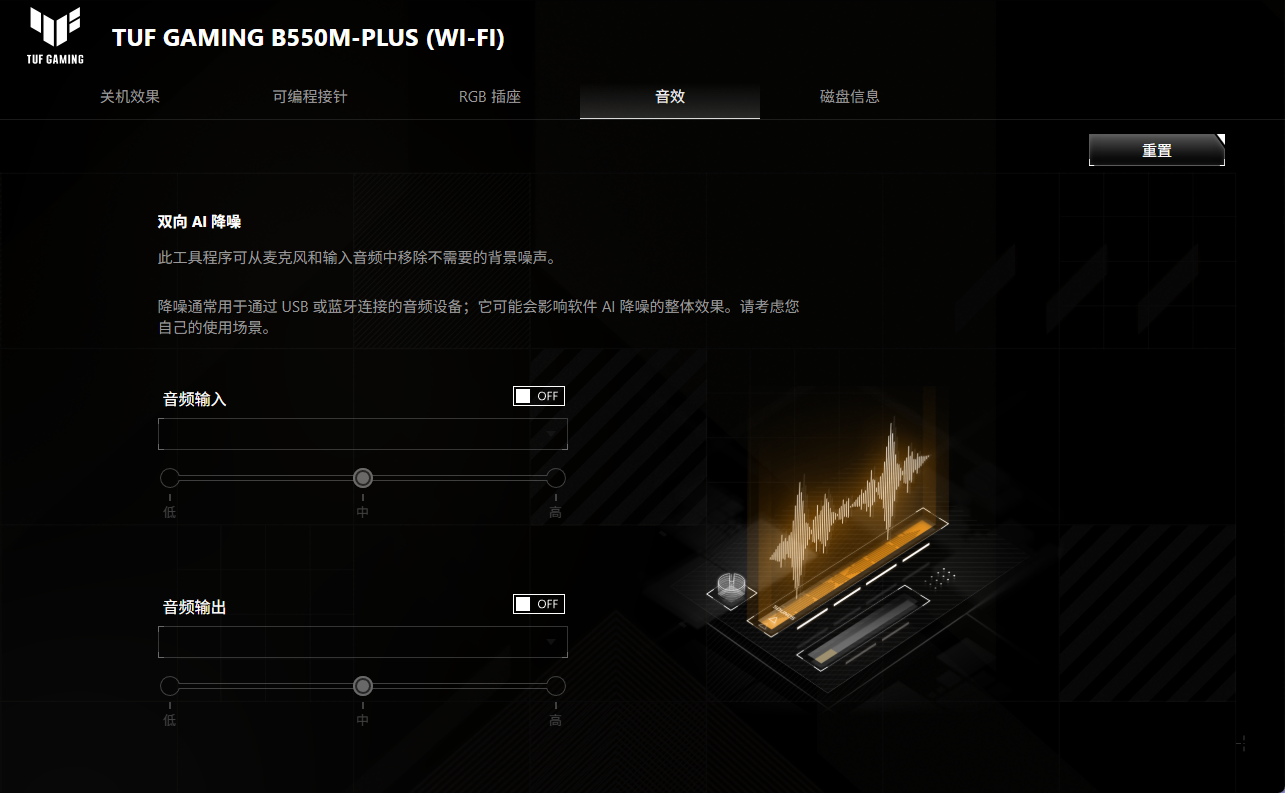 TUF GAMING
TUF GAMING B550M-PLUS (WI-FI)
关机效果
可编程接针
RGB 插座
音效
磁盘信息
重置
双向 AI 降噪
此工具程序可从麦克风和输入音频中移除不需要的背景噪声。
降噪通常用于通过 USB 或蓝牙连接的音频设备；它可能会影响软件 AI 降噪的整体效果。请考虑您
自己的使用场景。
音频输入
OFF
低
中
高
音频输出
OFF
低
中
高